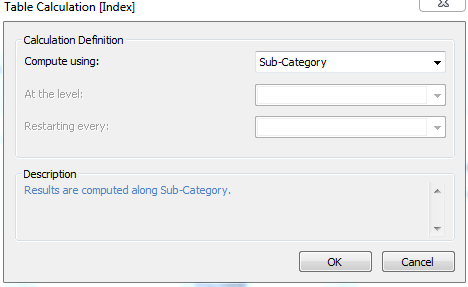 Table Calculation [Index]
Calculation Definition
Compute using: Sub-Category
At the level:
Restarting every:
Description
Results are computed along Sub-Category.
OK Cancel